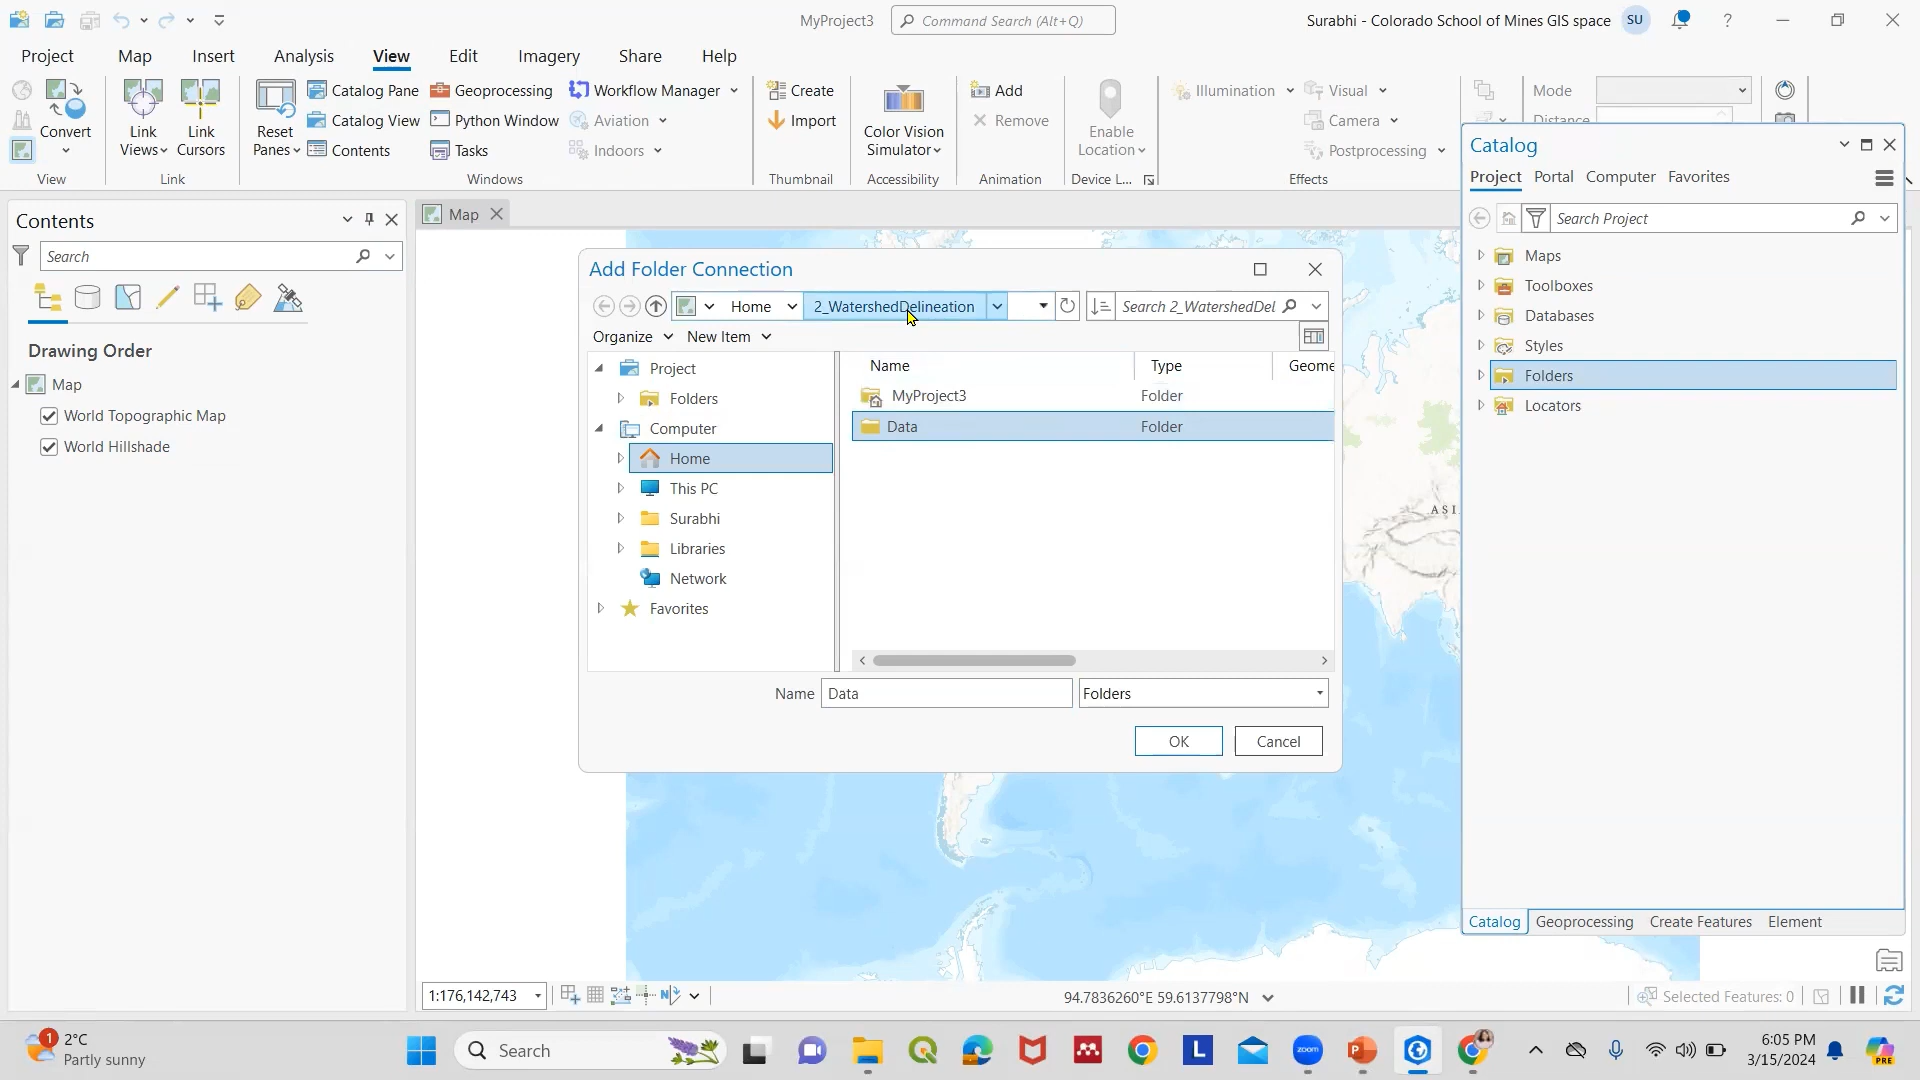 MyProject3
Command Search (Alt+Q)
Surabhi - Colorado School of Mines GIS space
SU
?
Project
Map
Insert
Analysis
View
Edit
Imagery
Share
Help
Convert
View
Link
Views
Link
Cursors
Link
Reset
Panes
Catalog Pane
Catalog View
Contents
Geoprocessing
Python Window
Tasks
Workflow Manager
Aviation
Indoors
Windows
Create
Import
Thumbnail
Color Vision
Simulator
Accessibility
Add
Remove
Animation
Enable
Location
Device L...
Illumination
Visual
Camera
Postprocessing
Effects
Mode
Distance
Contents
Search
Drawing Order
Map
World Topographic Map
World Hillshade
Map
Add Folder Connection
Home
2_WatershedDelineation
Search 2_WatershedDel
Organize
New Item
Project
Folders
Computer
Home
This PC
Surabhi
Libraries
Network
Favorites
Name
Type
Geome
MyProject3
Folder
Data
Folder
Name
Data
Folders
OK
Cancel
ASI
Catalog
Project
Portal
Computer
Favorites
Search Project
Maps
Toolboxes
Databases
Styles
Folders
Locators
Catalog
Geoprocessing
Create Features
Element
1:176,142,743
94.7836260°E 59.6137798°N
Selected Features: 0
1
2°C
Partly sunny
Search
L
zoom
P
PRE
6:05 PM
3/15/2024